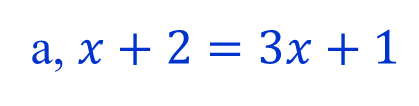 a, x + 2 = 3x + 1